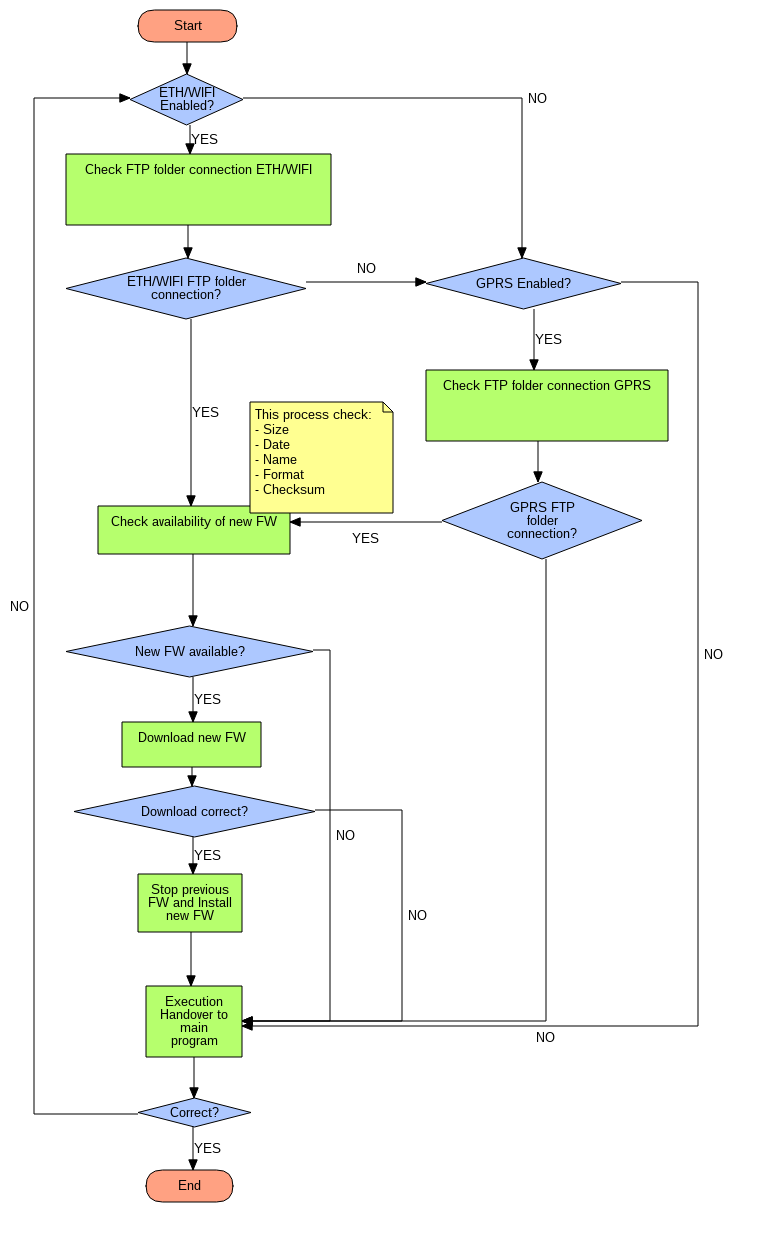 Start
ETH/WIFI
Enabled?
NO
YES
Check FTP folder connection ETH/WIFI
ETH/WIFI FTP folder
connection?
NO
GPRS Enabled?
YES
Check FTP folder connection GPRS
YES
This process check:
- Size
- Date
- Name
- Format
- Checksum
Check availability of new FW
YES
GPRS FTP
folder
connection?
NO
New FW available?
NO
YES
Download new FW
Download correct?
NO
YES
Stop previous
FW and Install
new FW
NO
Execution
Handover to
main
program
NO
Correct?
YES
End